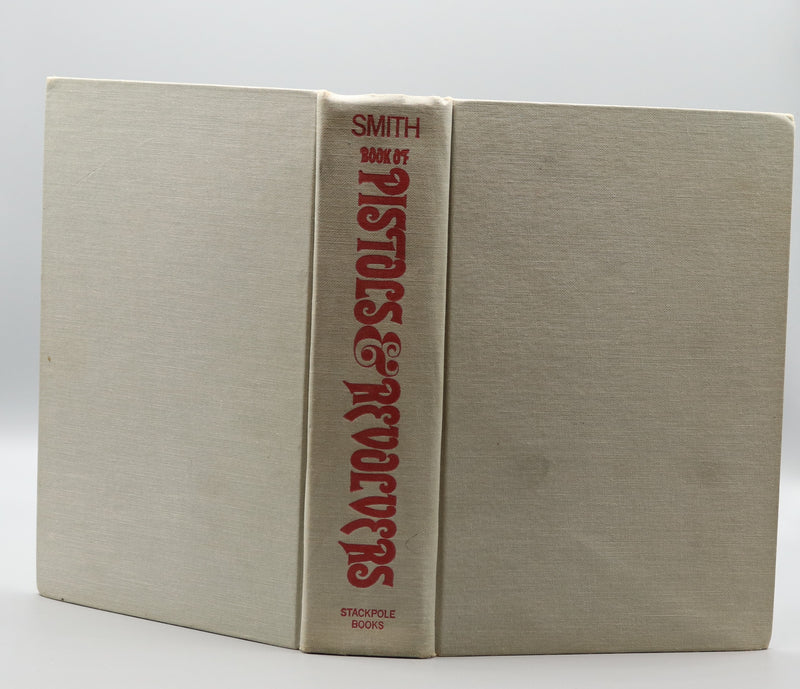 SMITH
BOOK OF
PISTOLS & REVOLVERS
STACKPOLE
BOOKS